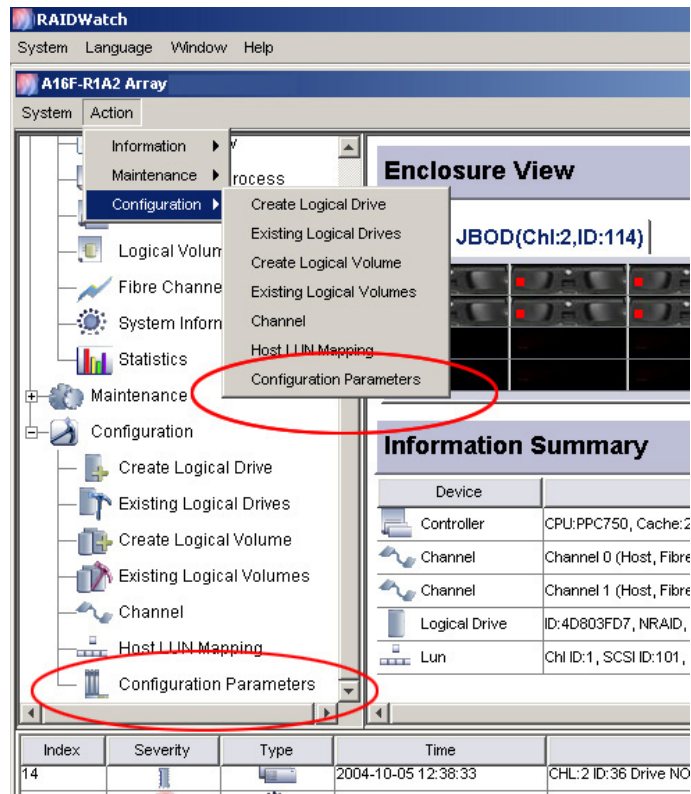 RAIDWatch
System Language Window Help
A16F-R1A2 Array
System Action
Information
Maintenance
Configuration
rocess
Logical Volum
Fibre Channe
System Inforn
Statistics
Maintenance
Configuration
Create Logical Drive
Existing Logical Drives
Create Logical Volume
Existing Logical Volumes
Channel
Host LUN Mapping
Configuration Parameters
Create Logical Drive
Existing Logical Drives
Create Logical Volume
Existing Logical Volumes
Channel
Host LUN Mapping
Configuration Parameters
Enclosure View
JBOD(Chl:2,ID:114)
Information Summary
Device
Controller CPU:PPC750, Cache:2
Channel Channel 0 (Host, Fibre
Channel Channel 1 (Host, Fibre
Logical Drive ID:4D803FD7, NRAID,
Lun Chl ID:1, SCSI ID:101,
Index Severity Type Time
14 2004-10-05 12:38:33 CHL:2 ID:36 Drive NO